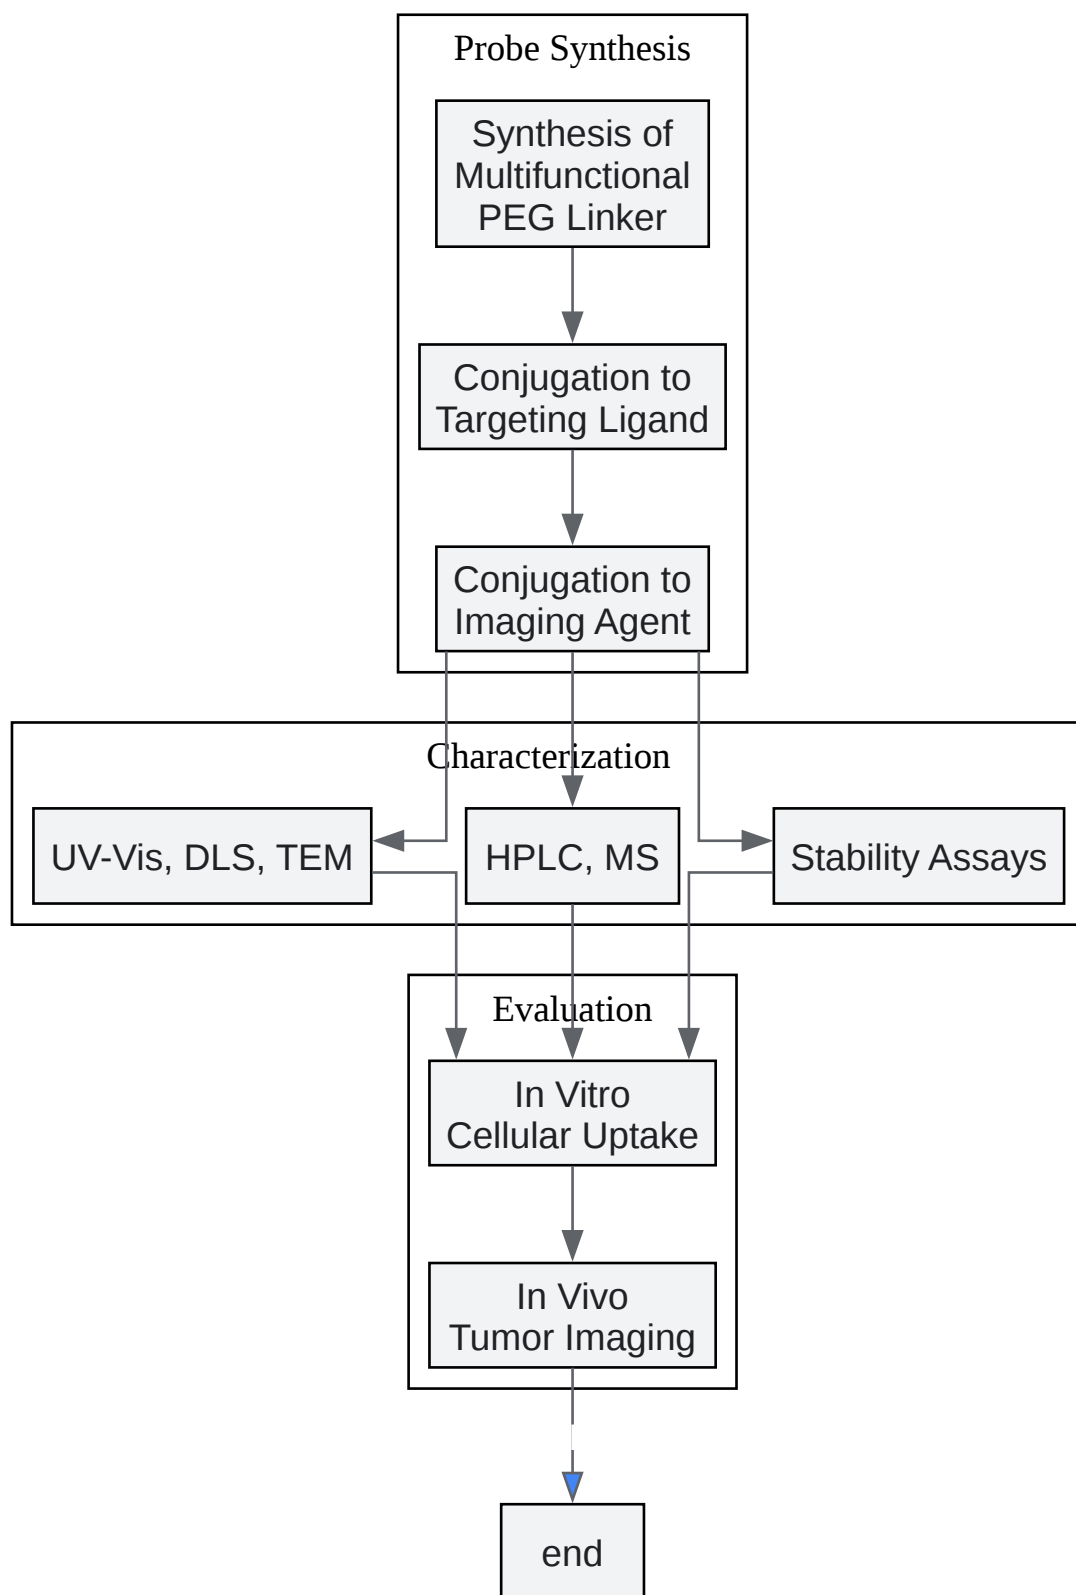 Probe Synthesis
Synthesis of
Multifunctional
PEG Linker
Conjugation to
Targeting Ligand
Conjugation to
Imaging Agent
Characterization
UV-Vis, DLS, TEM
HPLC, MS
Stability Assays
Evaluation
In Vitro
Cellular Uptake
In Vivo
Tumor Imaging
end